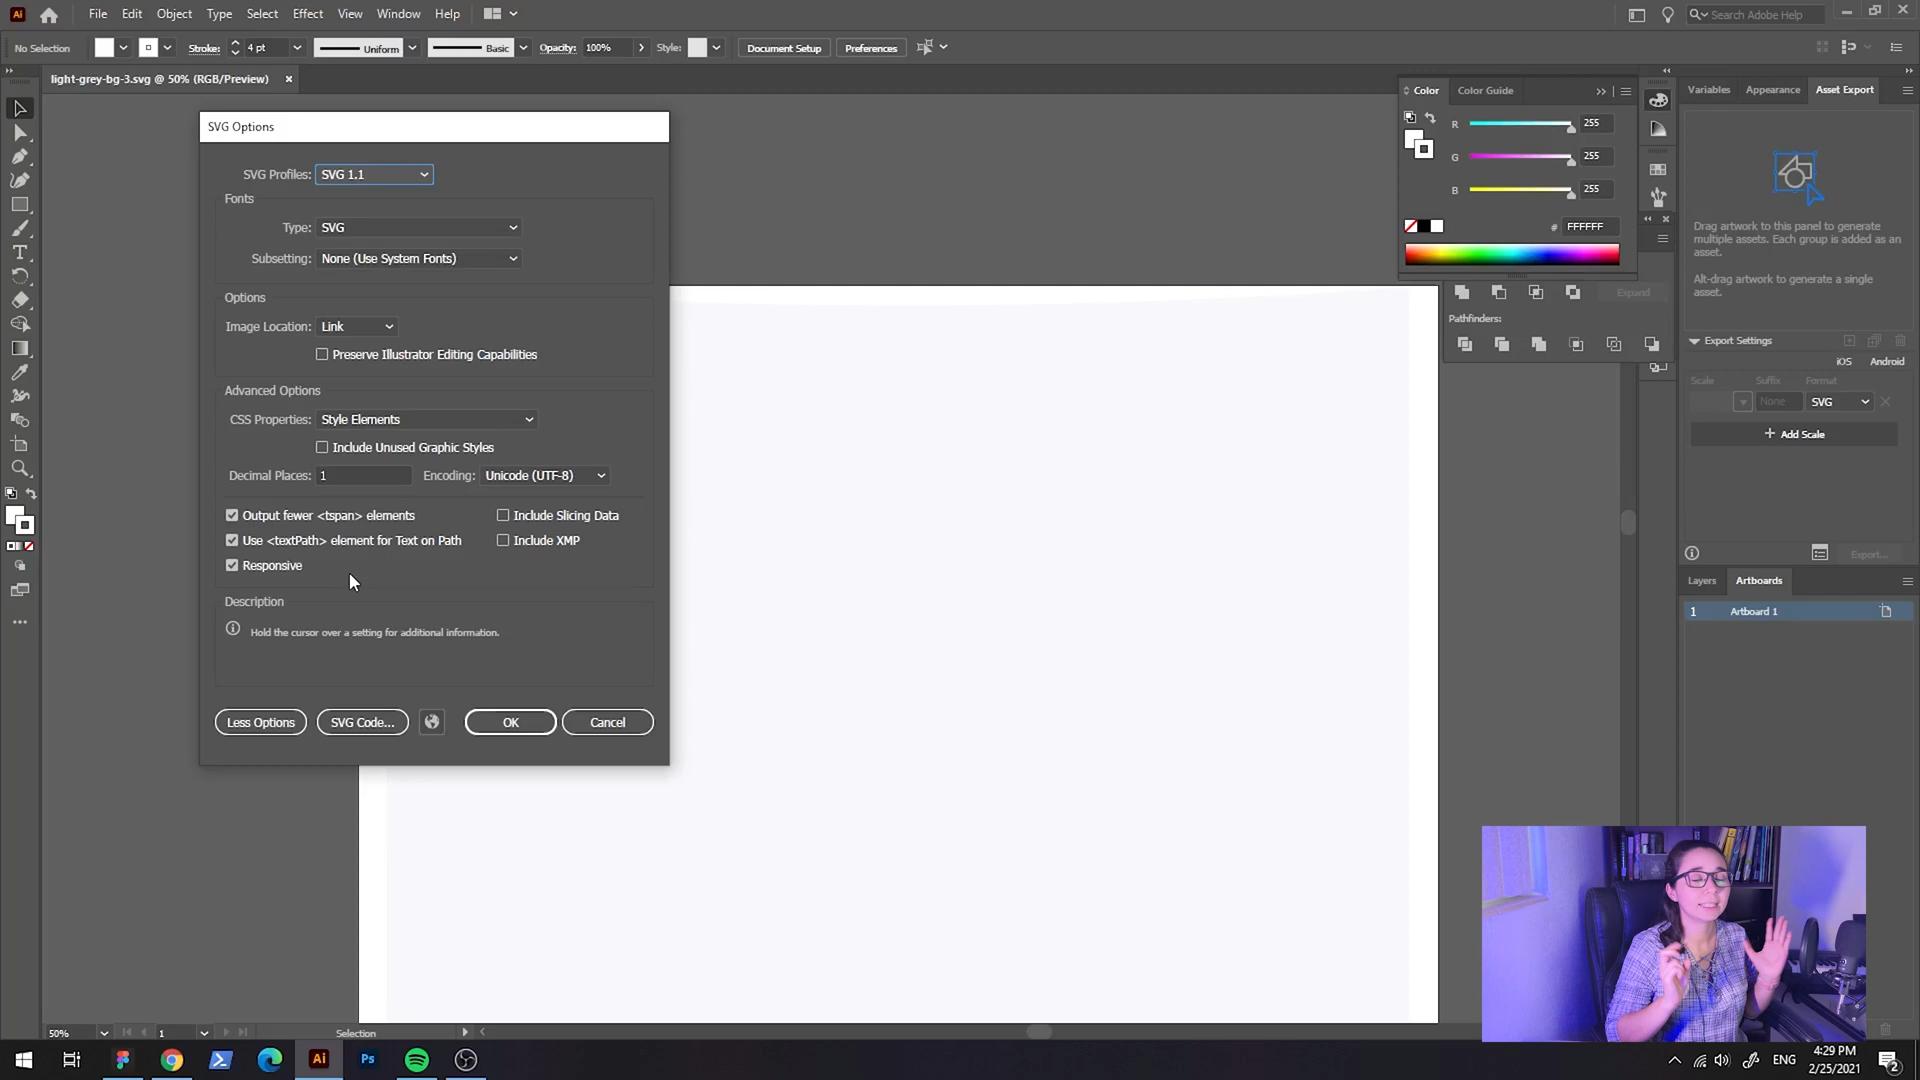 Ai File Edit Object Type Select Effect View Window Help Search Adobe Help
No Selection Stroke: 4 pt Uniform Basic Opacity: 100% Style: Document Setup Preferences
light-grey-bg-3.svg @ 50% (RGB/Preview)
SVG Options
SVG Profiles: SVG 1.1
Fonts
Type: SVG
Subsetting: None (Use System Fonts)
Options
Image Location: Link
Preserve Illustrator Editing Capabilities
Advanced Options
CSS Properties: Style Elements
Include Unused Graphic Styles
Decimal Places: 1 Encoding: Unicode (UTF-8)
Output fewer <tspan> elements Include Slicing Data
Use <textPath> element for Text on Path Include XMP
Responsive
Description
Hold the cursor over a setting for additional information.
Less Options SVG Code... OK Cancel
Color Color Guide
R 255
G 255
B 255
# FFFFFF
Expand
Pathfinders:
Variables Appearance Asset Export
Drag artwork to this panel to generate
multiple assets. Each group is added as an
asset.
Alt-drag artwork to generate a single
asset.
Export Settings
iOS Android
Scale Suffix Format
None SVG
+ Add Scale
Export...
Layers Artboards
1 Artboard 1
50% 1 Selection
Ai Ps ENG 4:29 PM
2/25/2021
2